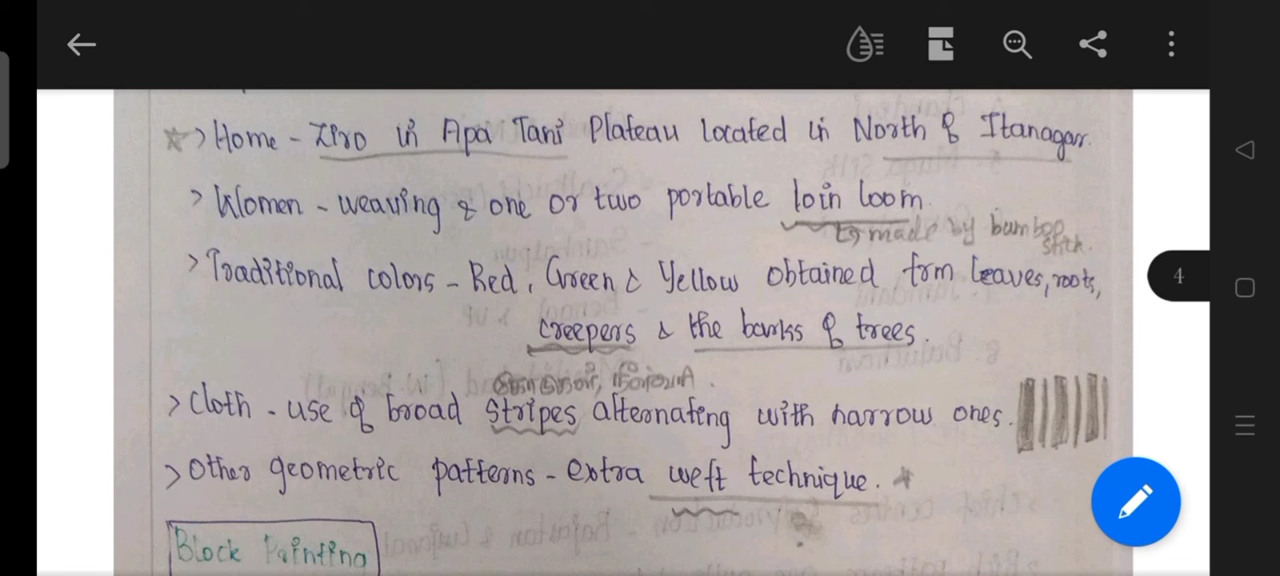 > Home - Ziro in Apa Tani Plateau located in North of Itanagar.
> Women - weaving & one or two portable loin loom.
made by bamboo stick.
> Traditional colors - Red, Green & Yellow obtained form leaves, roots,
creepers & the barks of trees.
> Cloth - use of broad stripes alternating with narrow ones.
> Other geometric patterns - extra weft technique.
Block Painting
4